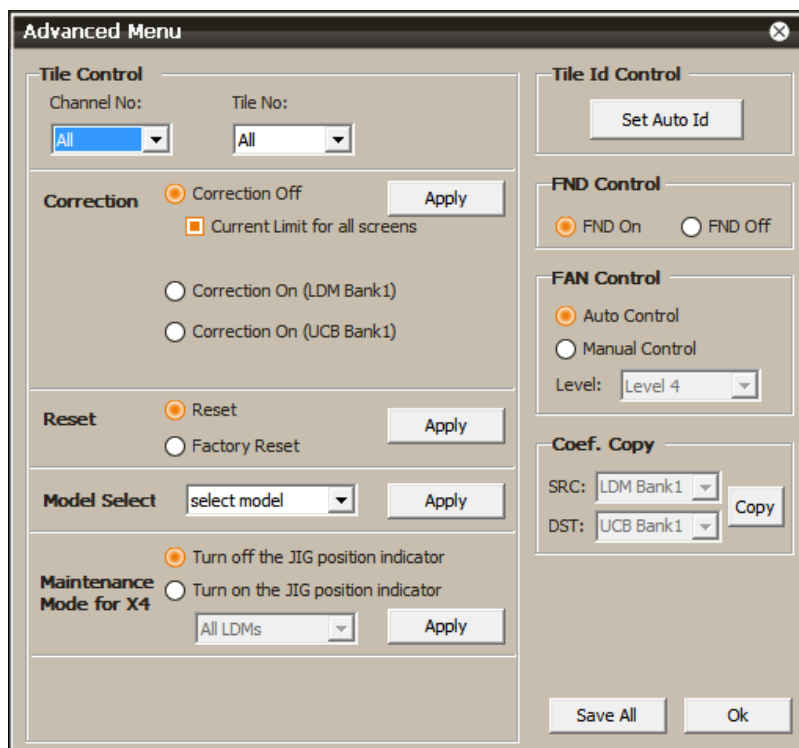 Advanced Menu
Tile Control
Channel No: Tile No:
All All
Correction
Correction Off
Apply
Current Limit for all screens
Correction On (LDM Bank1)
Correction On (UCB Bank1)
Reset
Reset
Factory Reset
Apply
Model Select
select model
Apply
Maintenance
Mode for X4
Turn off the JIG position indicator
Turn on the JIG position indicator
All LDMs
Apply
Tile Id Control
Set Auto Id
FND Control
FND On FND Off
FAN Control
Auto Control
Manual Control
Level: Level 4
Coef. Copy
SRC: LDM Bank1
DST: UCB Bank1
Copy
Save All Ok